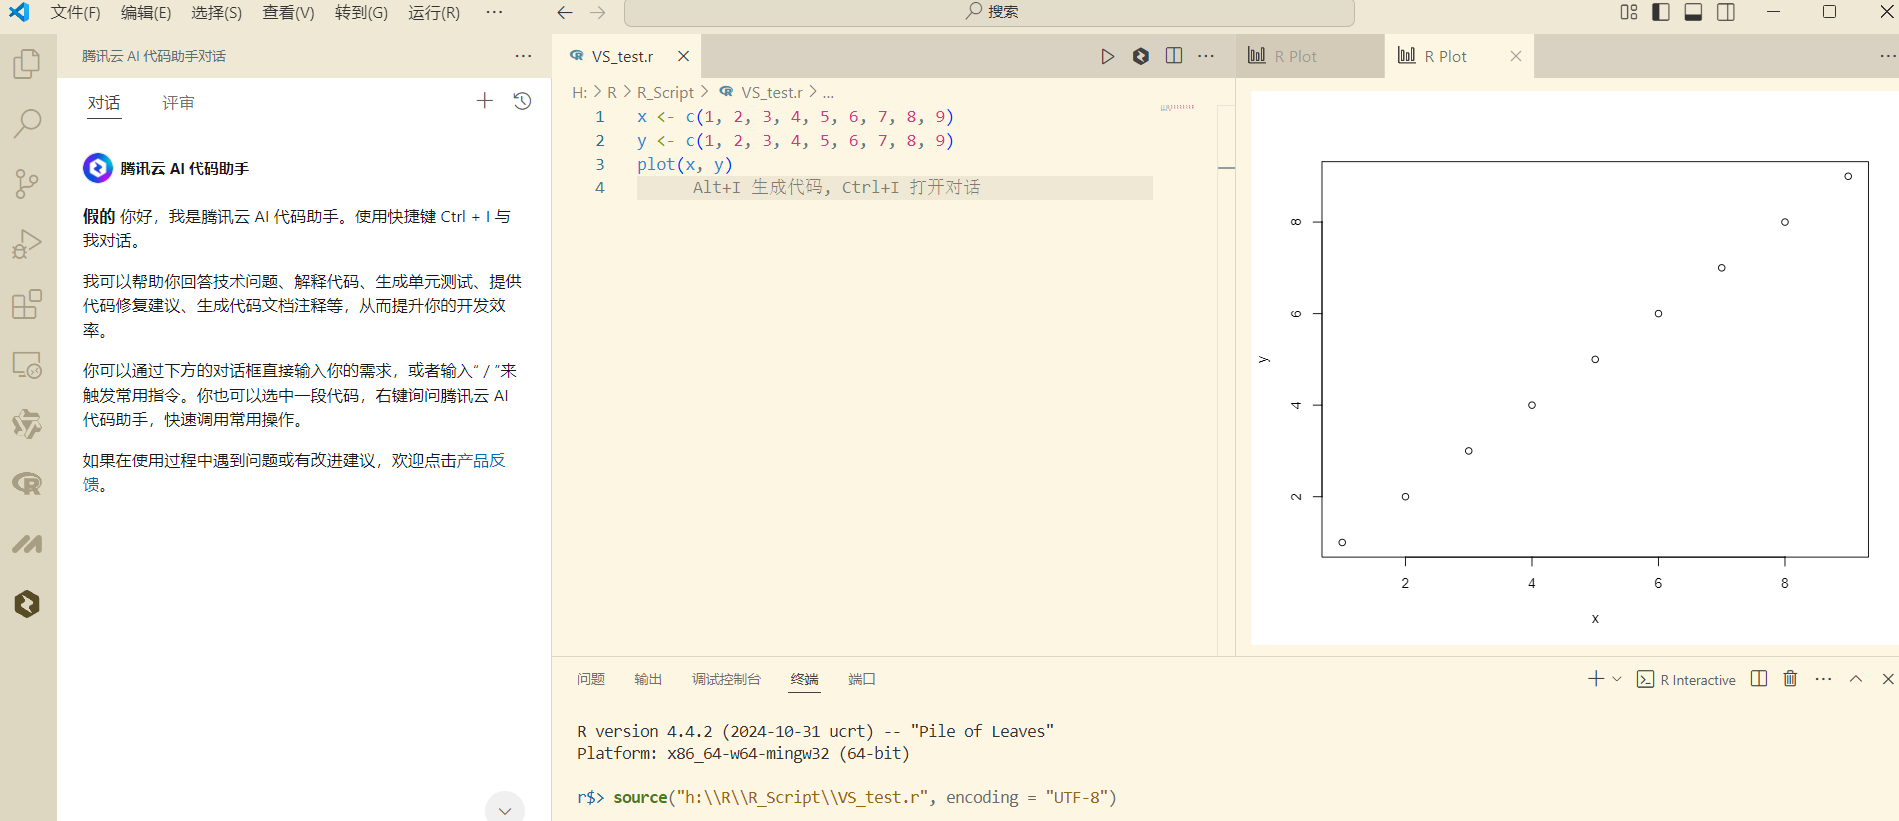 文件(F) 编辑(E) 选择(S) 查看(V) 转到(G) 运行(R) ··· 搜索
腾讯云 AI 代码助手对话 ···
对话 评审
腾讯云 AI 代码助手
假的 你好，我是腾讯云 AI 代码助手。使用快捷键 Ctrl + I 与
我对话。
我可以帮助你回答技术问题、解释代码、生成单元测试、提供
代码修复建议、生成代码文档注释等，从而提升你的开发效
率。
你可以通过下方的对话框直接输入你的需求，或者输入“ / ”来
触发常用指令。你也可以选中一段代码，右键询问腾讯云 AI
代码助手，快速调用常用操作。
如果在使用过程中遇到问题或有改进建议，欢迎点击产品反
馈。
VS_test.r
H: > R > R_Script > VS_test.r > ...
1 x <- c(1, 2, 3, 4, 5, 6, 7, 8, 9)
2 y <- c(1, 2, 3, 4, 5, 6, 7, 8, 9)
3 plot(x, y)
4 Alt+I 生成代码, Ctrl+I 打开对话
R Plot R Plot
8
6
4
2
y
2 4 6 8
x
问题 输出 调试控制台 终端 端口 R Interactive
R version 4.4.2 (2024-10-31 ucrt) -- "Pile of Leaves"
Platform: x86_64-w64-mingw32 (64-bit)
r$> source("h:\\R\\R_Script\\VS_test.r", encoding = "UTF-8")